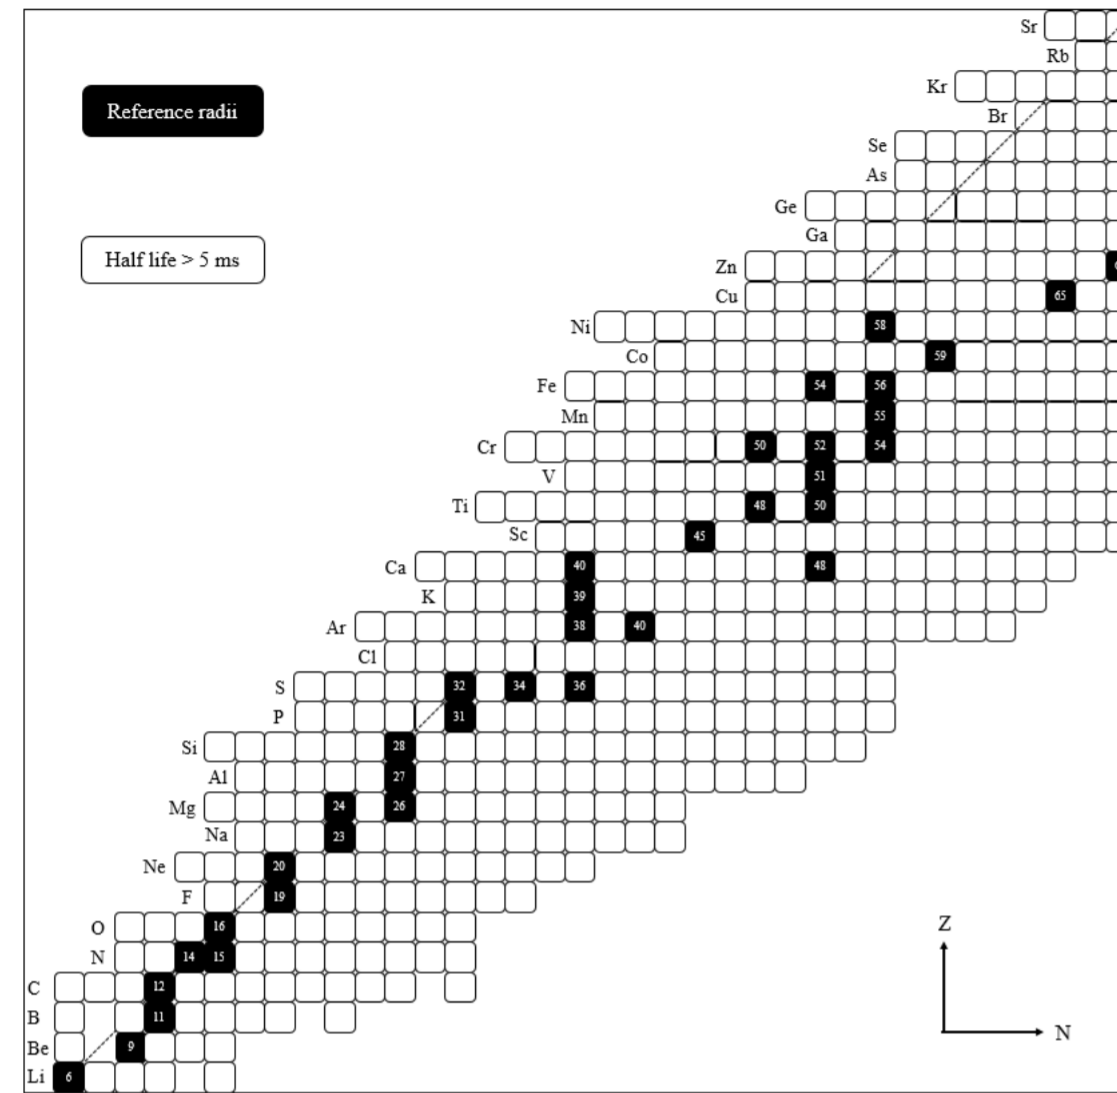 Sr
Rb
Kr
Reference radii
Br
Se
As
Ge
Ga
Half life > 5 ms
Zn
Cu 65
Ni 58
Co 59
Fe 54 56
Mn 55
Cr 50 52 54
V 51
Ti 48 50
Sc 45
Ca 40 48
K 39
Ar 38 40
Cl
S 32 34 36
P 31
Si 28
Al 27
Mg 24 26
Na 23
Ne 20
F 19
O 16
Z
N 14 15
C 12
B 11
N
Be 9
Li 6